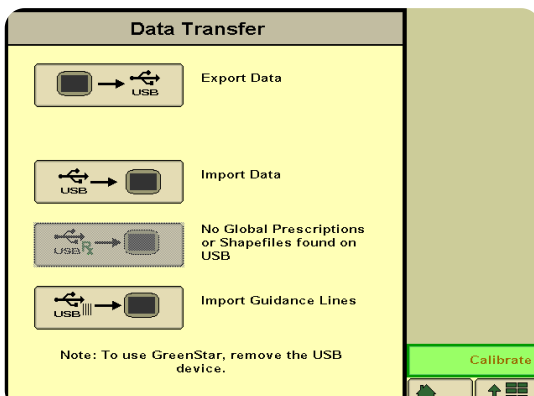 Data Transfer
USB
Export Data
USB
Import Data
USB Rx
No Global Prescriptions
or Shapefiles found on
USB
USB
Import Guidance Lines
Note: To use GreenStar, remove the USB
device.
Calibrate